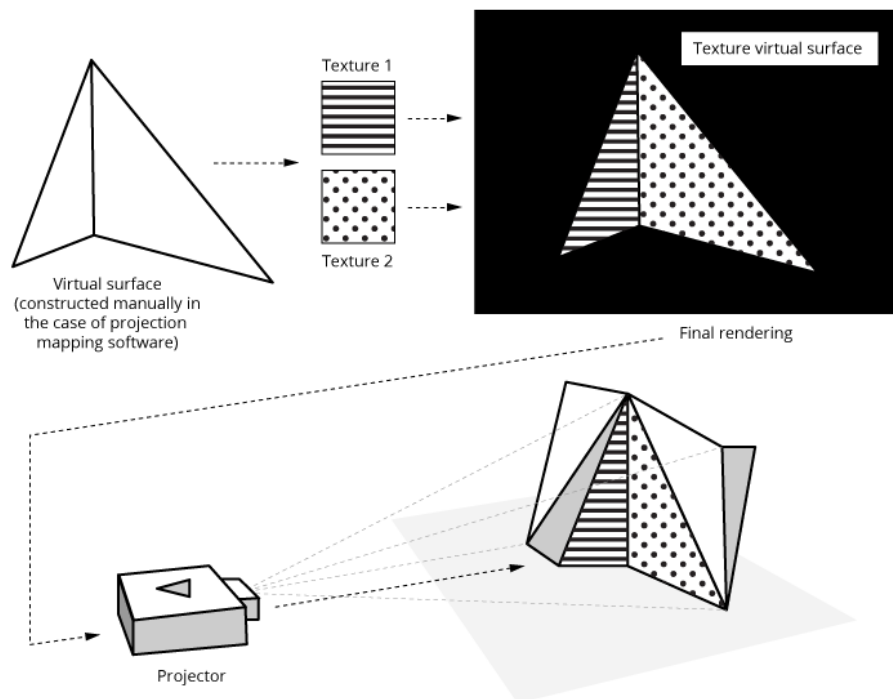 Texture 1
Texture virtual surface
Texture 2
Virtual surface
(constructed manually in
the case of projection
mapping software)
Final rendering
Projector